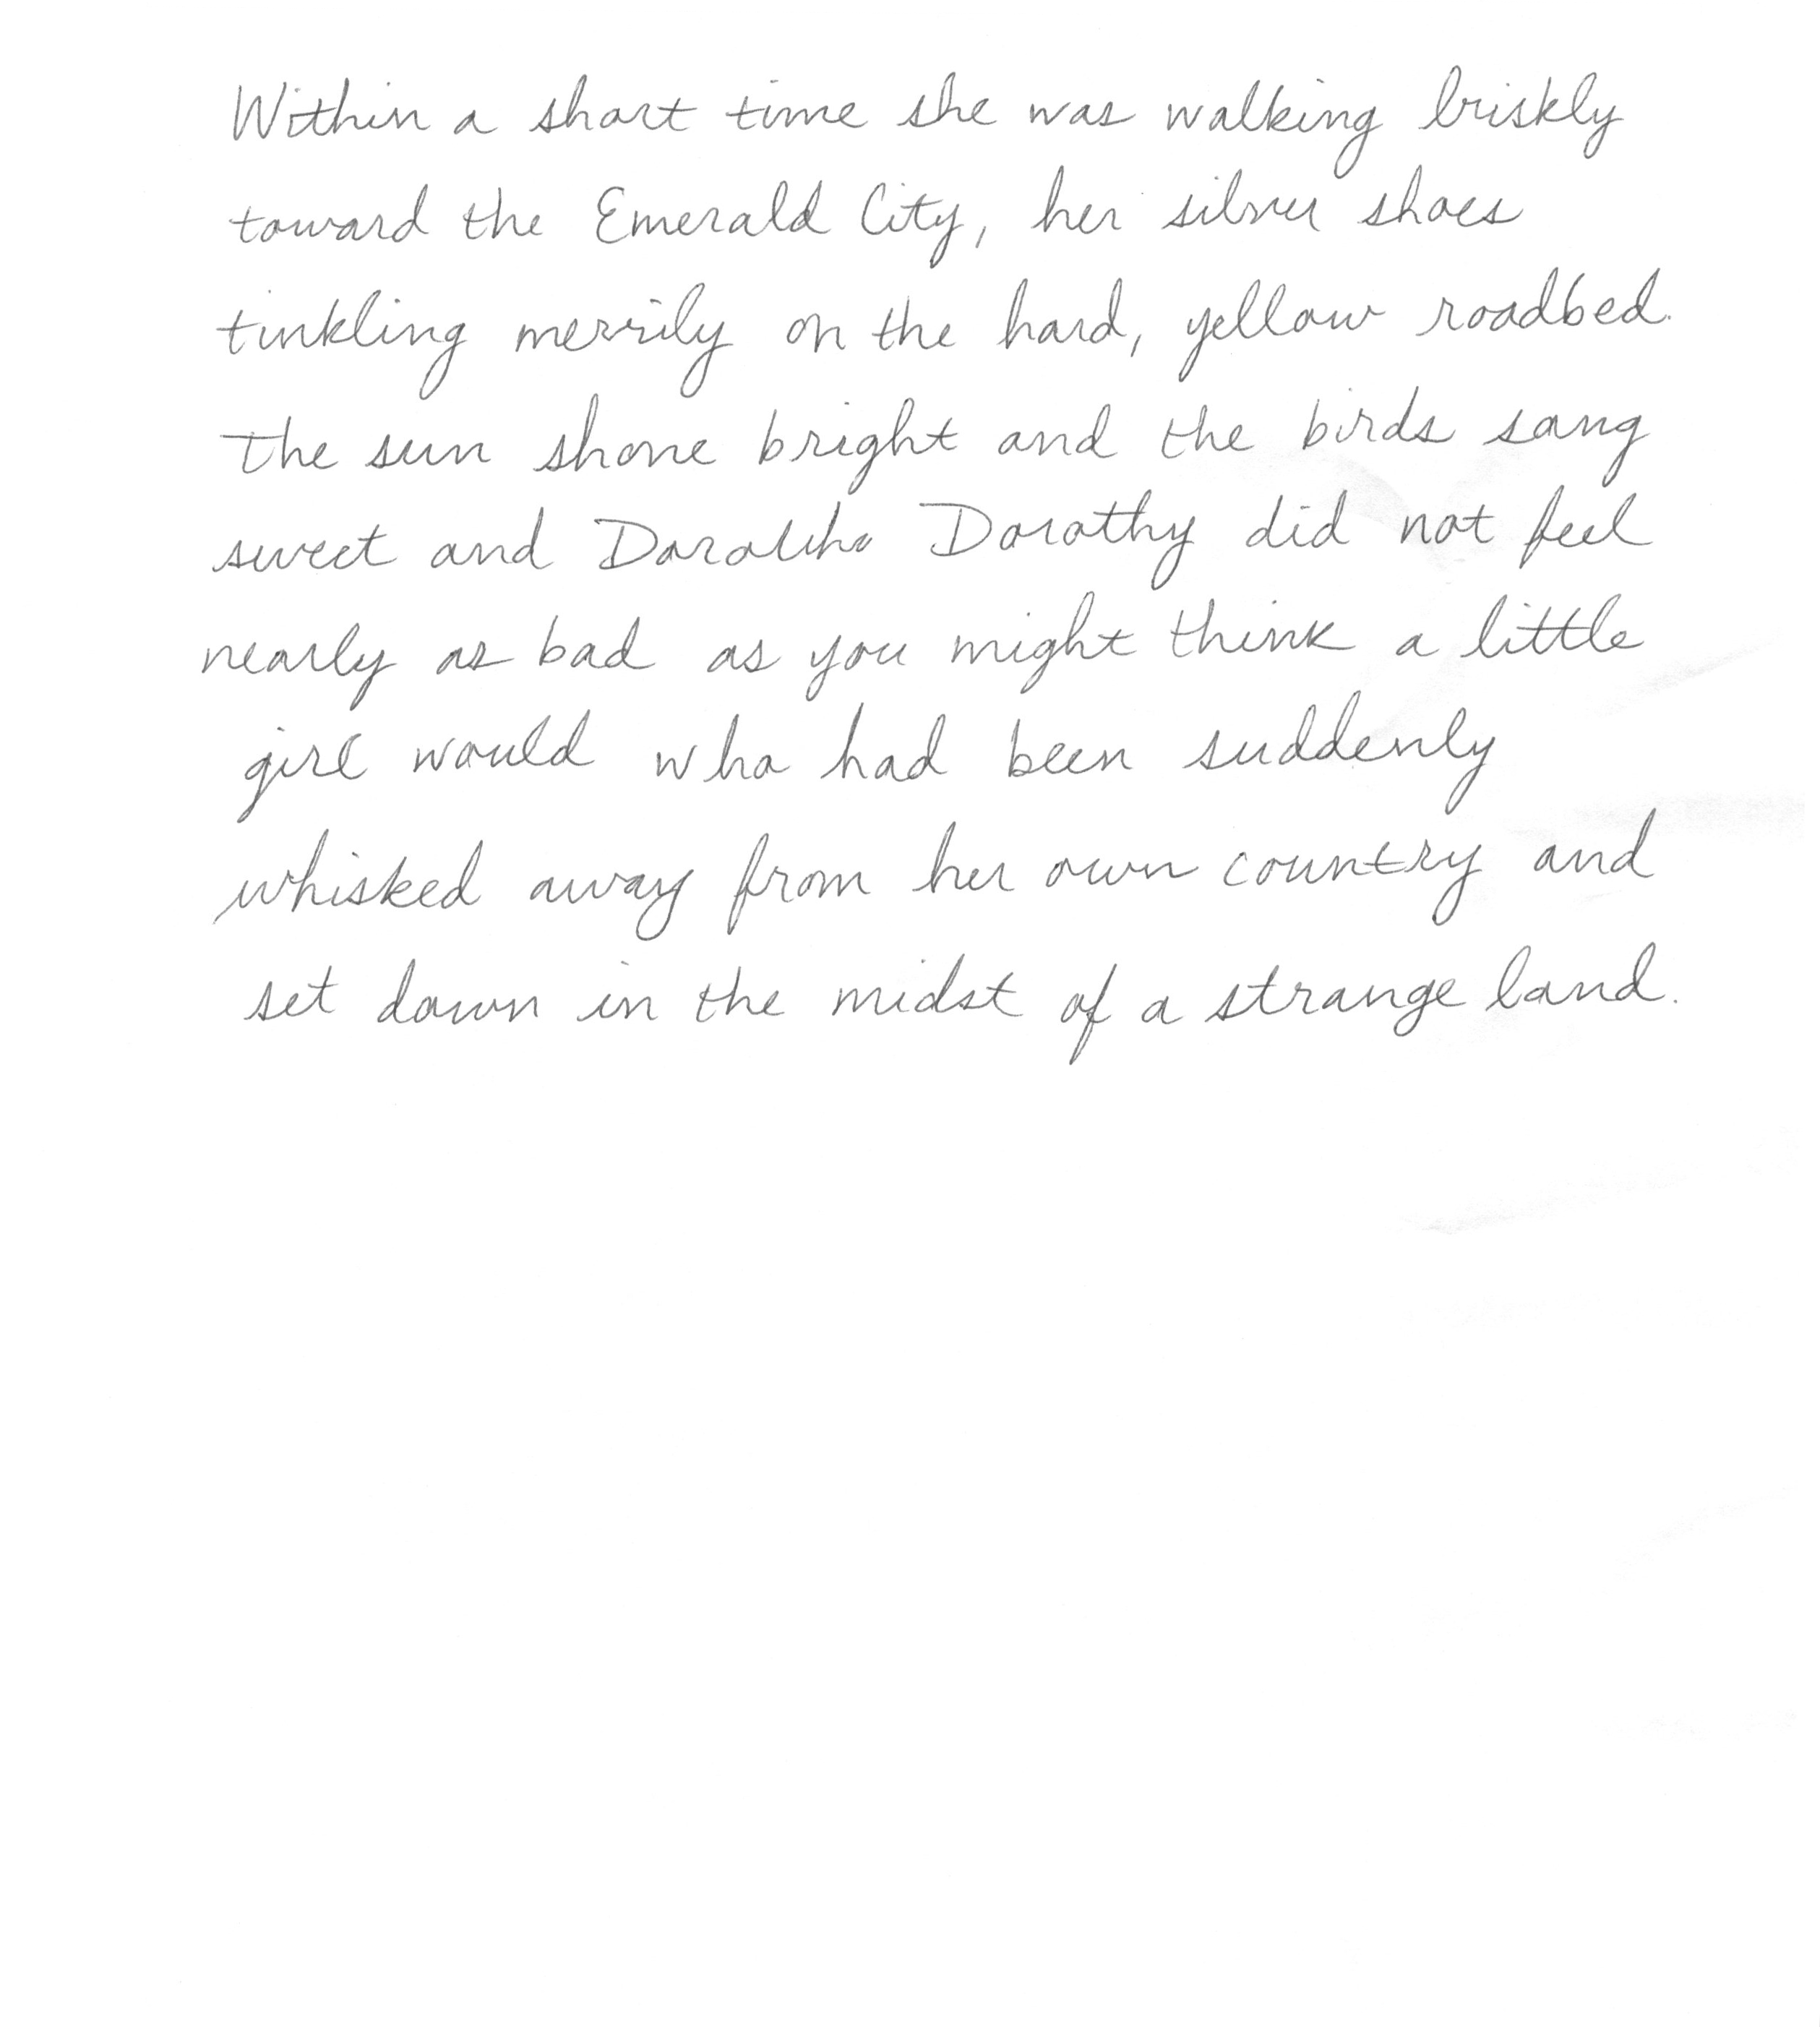 Within a short time she was walking briskly
toward the Emerald City, her silver shoes
tinkling merrily on the hard, yellow roadbed.
The sun shone bright and the birds sang
sweet and Dorothy did not feel
nearly as bad as you might think a little
girl would who had been suddenly
whisked away from her own country and
set down in the midst of a strange land.